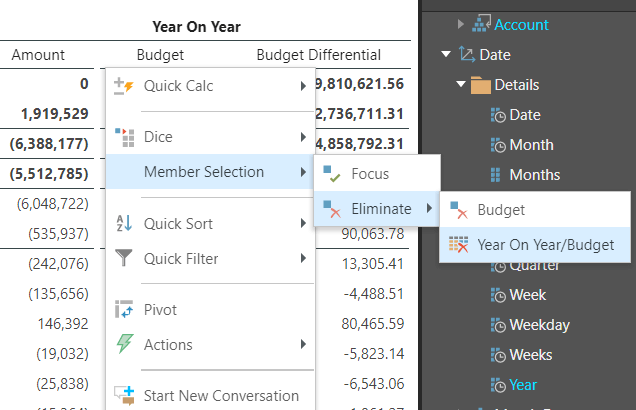 Year On Year
Amount Budget Budget Differential
0 9,810,621.56
1,919,529 2,736,711.31
(6,388,177) 4,858,792.31
(5,512,785)
(6,048,722)
(535,937) 90,063.78
(242,076) 13,305.41
(135,656) -4,488.51
146,392 80,465.59
(19,032) -5,823.14
(25,838) -6,543.06
Quick Calc
Dice
Member Selection
Quick Sort
Quick Filter
Pivot
Actions
Start New Conversation
Focus
Eliminate
Budget
Year On Year/Budget
Account
Date
Details
Date
Month
Months
Quarter
Week
Weekday
Weeks
Year